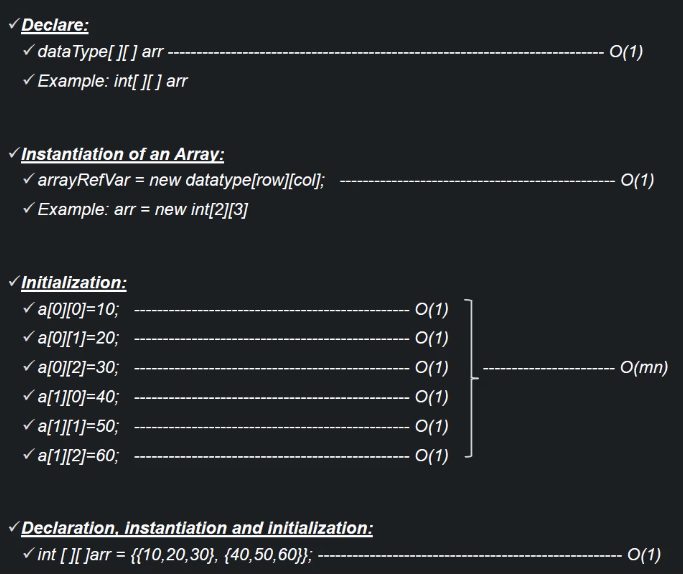 ✓Declare:
✓dataType[ ][ ] arr --------------------------------------------------------------------------- O(1)
✓Example: int[ ][ ] arr
✓Instantiation of an Array:
✓arrayRefVar = new datatype[row][col]; ----------------------------------------------- O(1)
✓Example: arr = new int[2][3]
✓Initialization:
✓a[0][0]=10; ----------------------------------------------- O(1)
✓a[0][1]=20; ----------------------------------------------- O(1)
✓a[0][2]=30; ----------------------------------------------- O(1) ----------------------- O(mn)
✓a[1][0]=40; ----------------------------------------------- O(1)
✓a[1][1]=50; ----------------------------------------------- O(1)
✓a[1][2]=60; ----------------------------------------------- O(1)
✓Declaration, instantiation and initialization:
✓int [ ][ ]arr = {{10,20,30}, {40,50,60}}; ---------------------------------------------------- O(1)